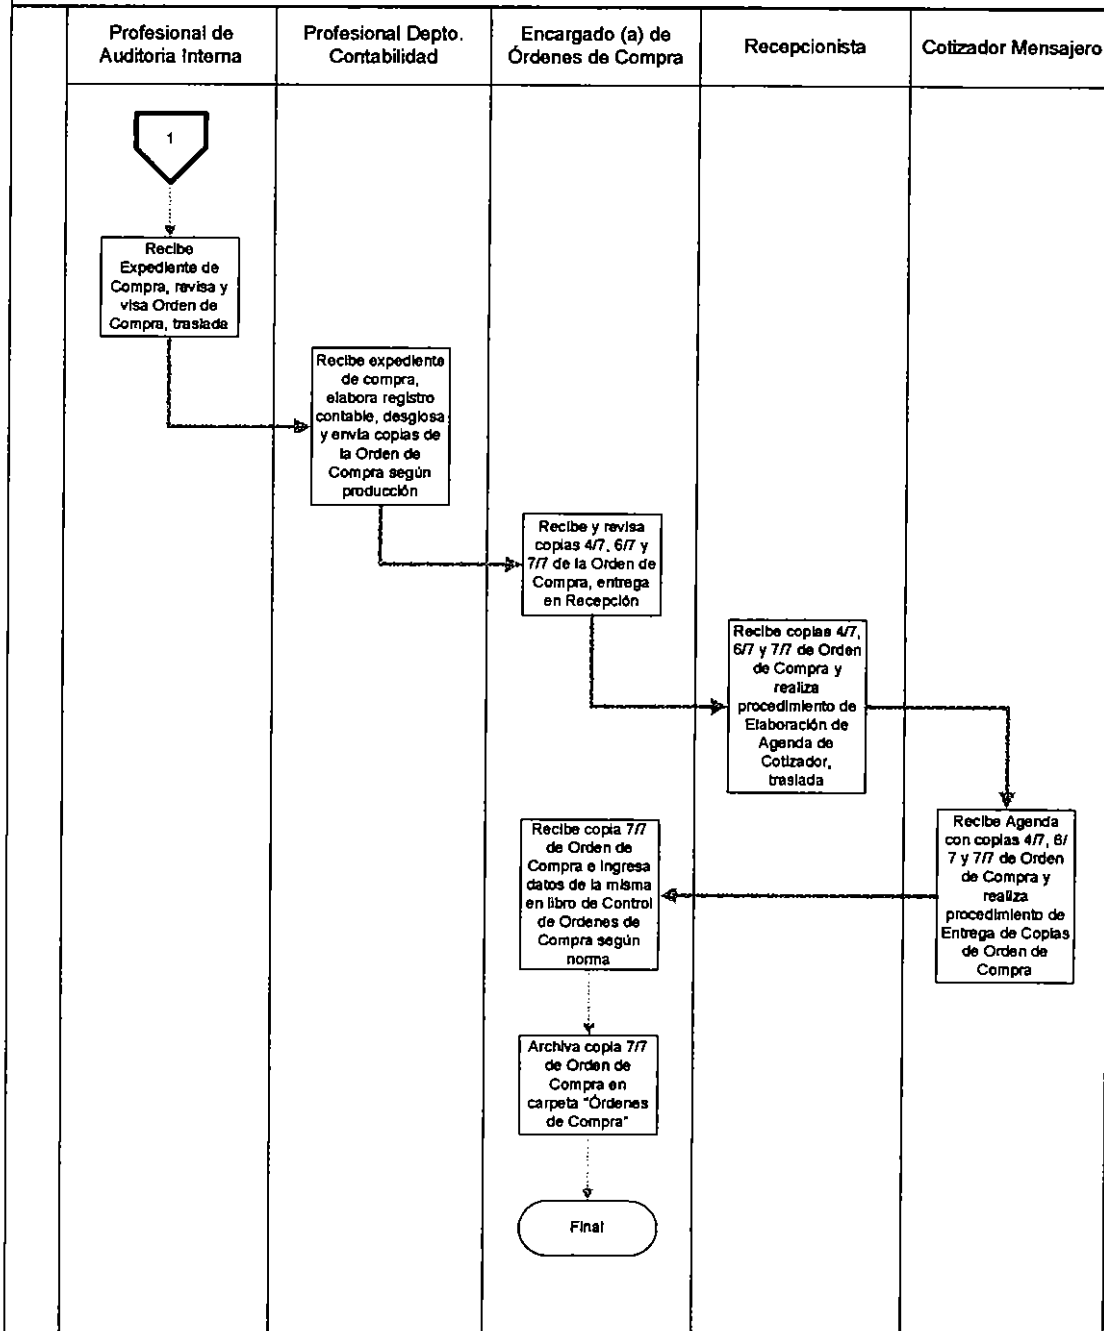 Profesional de
Auditoria Interna
Profesional Depto.
Contabilidad
Encargado (a) de
Órdenes de Compra
Recepcionista
Cotizador Mensajero
1
Recibe
Expediente de
Compra, revisa y
visa Orden de
Compra, traslada
Recibe expediente
de compra,
elabora registro
contable, desglosa
y envía copias de
la Orden de
Compra según
producción
Recibe y revisa
copias 4/7, 6/7 y
7/7 de la Orden de
Compra, entrega
en Recepción
Recibe copias 4/7,
6/7 y 7/7 de Orden
de Compra y
realiza
procedimiento de
Elaboración de
Agenda de
Cotizador,
traslada
Recibe Agenda
con copias 4/7, 6/
7 y 7/7 de Orden
de Compra y
realiza
procedimiento de
Entrega de Copias
de Orden de
Compra
Recibe copia 7/7
de Orden de
Compra e ingresa
datos de la misma
en libro de Control
de Ordenes de
Compra según
norma
Archiva copia 7/7
de Orden de
Compra en
carpeta "Órdenes
de Compra"
Final